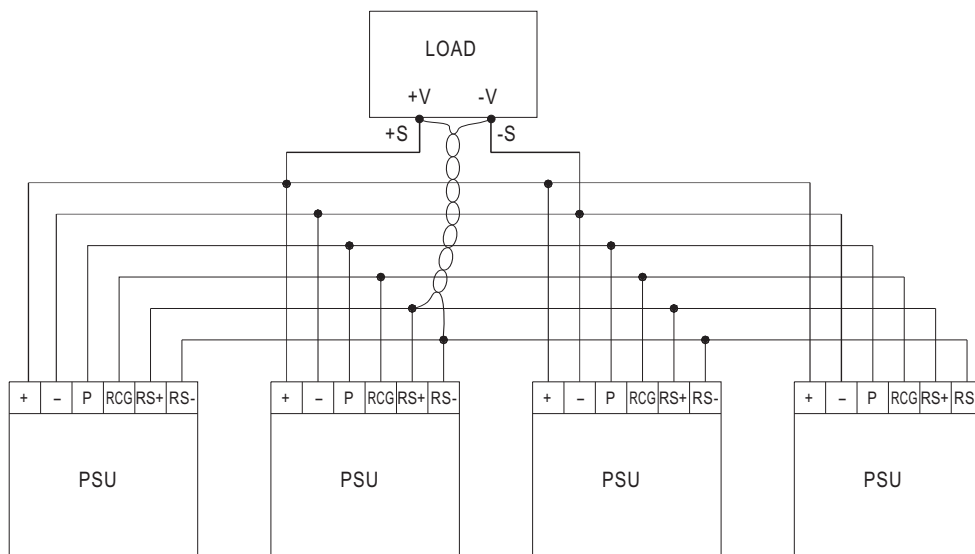 LOAD
+V -V
+S -S
+ – P RCG RS+ RS- + – P RCG RS+ RS- + – P RCG RS+ RS- + – P RCG RS+ RS-
PSU PSU PSU PSU